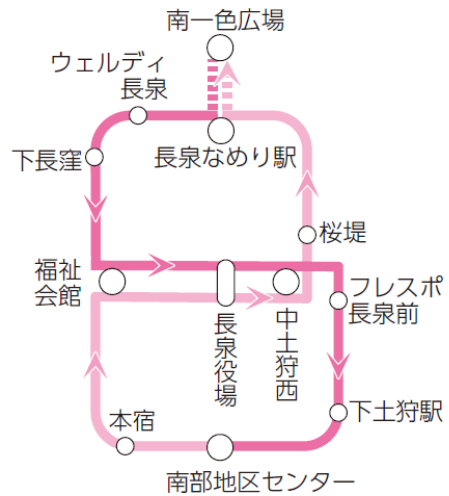 南一色広場
ウェルディ
長泉
長泉なめり駅
下長窪
桜堤
福祉
会館
長泉役場
中土狩西
フレスポ
長泉前
下土狩駅
本宿
南部地区センター